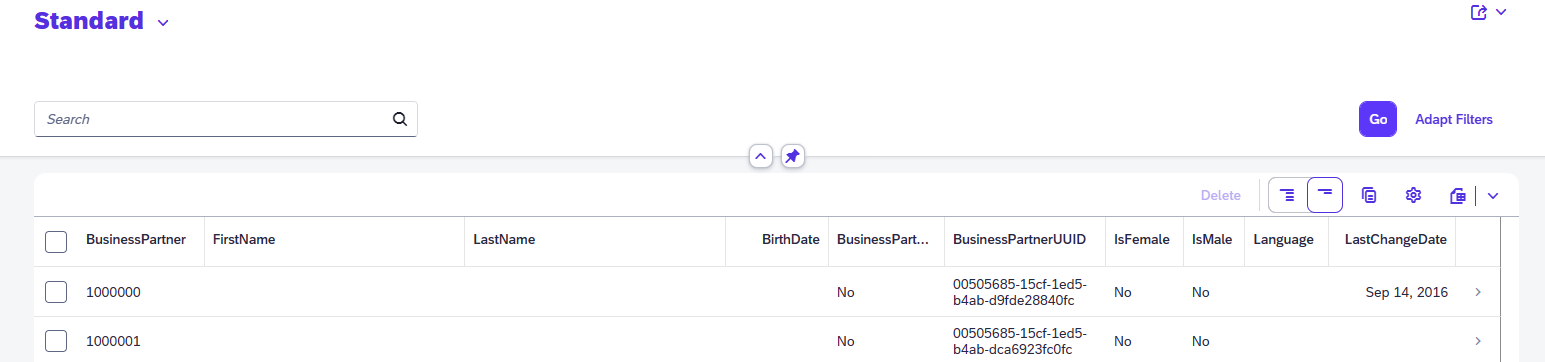 Standard
Search
Go
Adapt Filters
Delete
BusinessPartner FirstName LastName BirthDate BusinessPart... BusinessPartnerUUID IsFemale IsMale Language LastChangeDate
1000000 No 00505685-15cf-1ed5- No No Sep 14, 2016
b4ab-d9fde28840fc
1000001 No 00505685-15cf-1ed5- No No
b4ab-dca6923fc0fc